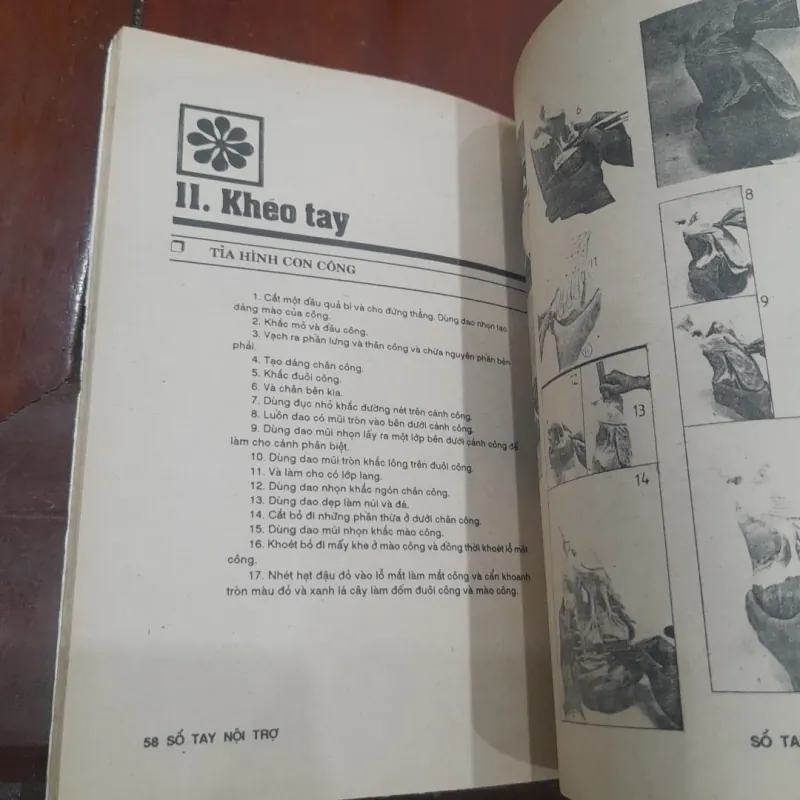 II. Khéo tay
TỈA HÌNH CON CÔNG
1. Cắt một đầu quả bí và cho đứng thẳng. Dùng dao nhọn tạo
dáng mào của công.
2. Khắc mỏ và đầu công.
3. Vạch ra phần lưng và thân công và chừa nguyên phần bên
phải.
4. Tạo dáng chân công.
5. Khắc đuôi công.
6. Và chân bên kia.
7. Dùng đục nhỏ khắc đường nét trên cánh công.
8. Luồn dao có mũi tròn vào bên dưới cánh công.
9. Dùng dao mũi nhọn lấy ra một lớp bên dưới cánh công để
làm cho cánh phân biệt.
10. Dùng dao mũi tròn khắc lông trên đuôi công.
11. Và làm cho có lớp lang.
12. Dùng dao nhọn khắc ngón chân công.
13. Dùng dao dẹp làm núi và đá.
14. Cắt bỏ đi những phần thừa ở dưới chân công.
15. Dùng dao mũi nhọn khắc mào công.
16. Khoét bỏ đi mấy khe ở mào công và đồng thời khoét lỗ mắt
công.
17. Nhét hạt đậu đỏ vào lỗ mắt làm mắt công và cẩn khoanh
tròn màu đỏ và xanh lá cây làm đốm đuôi công và mào công.
58 SỔ TAY NỘI TRỢ
6
8
11
9
12
13
14
SỔ TA